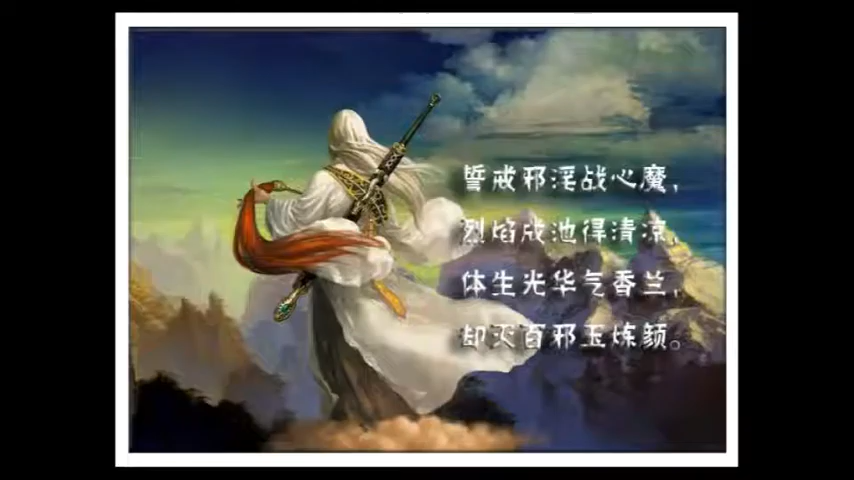 誓戒邪淫战心魔，
烈焰成池得清凉，
体生光华气香兰，
却灭百邪玉炼颜。